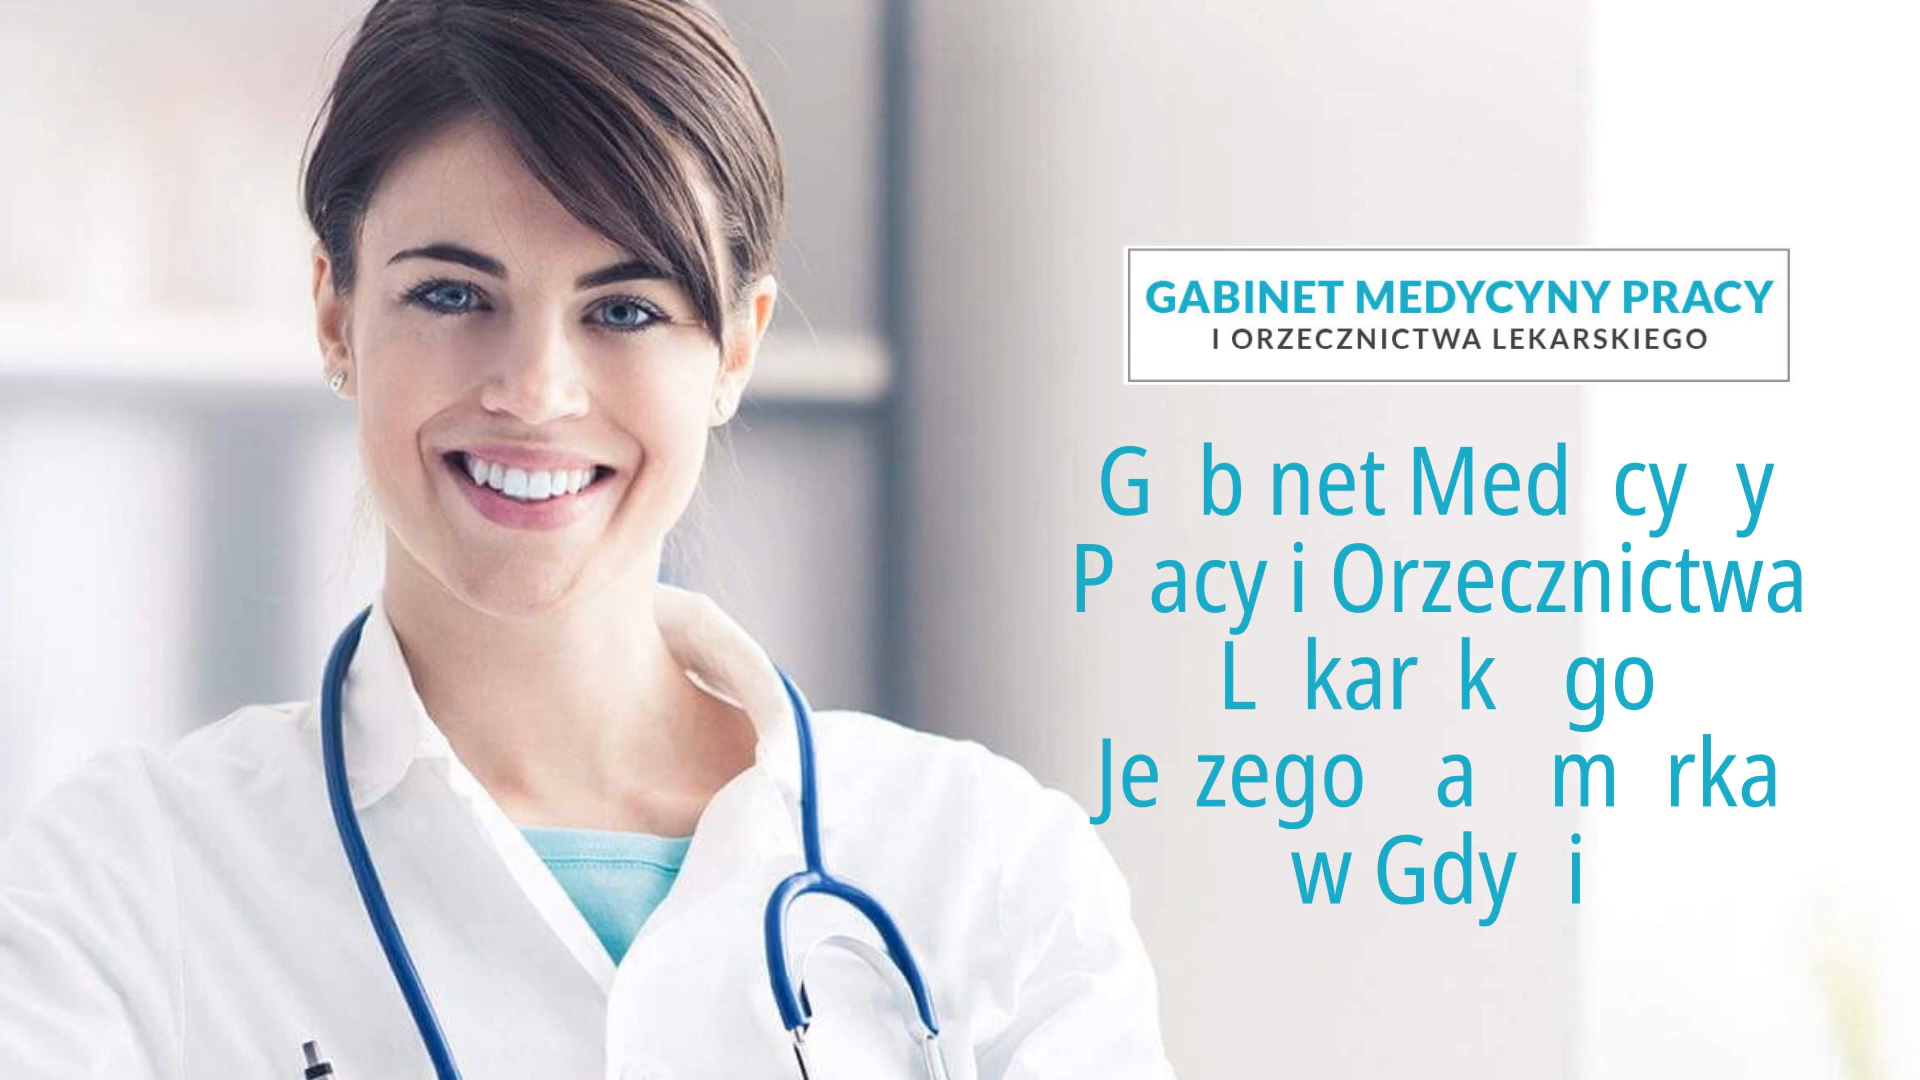 GABINET MEDYCYNY PRACY
I ORZECZNICTWA LEKARSKIEGO
G b net Med cy y
P acy i Orzecznictwa
L kar k go
Je zego a m rka
w Gdy i